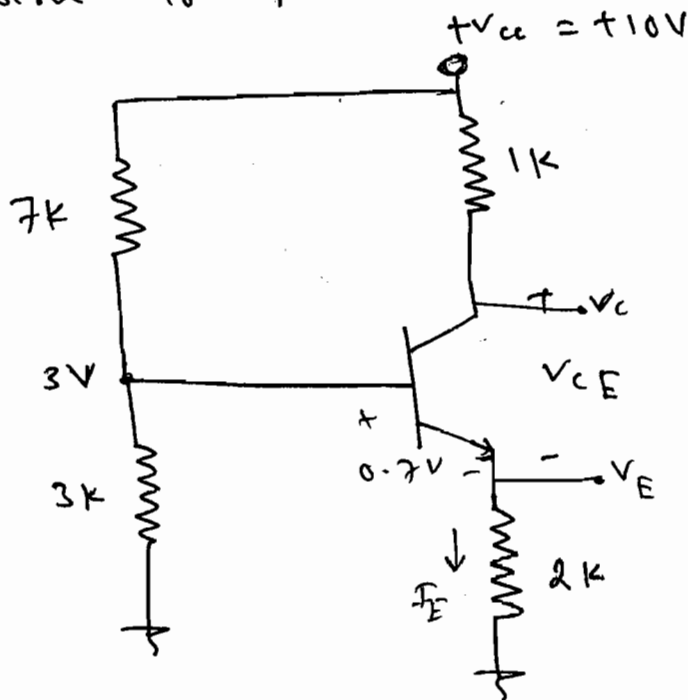 +Vcc = +10V
1k
7k
+ Vc
3V
VCE
+
0.7V -
- VE
3k
IE
2k